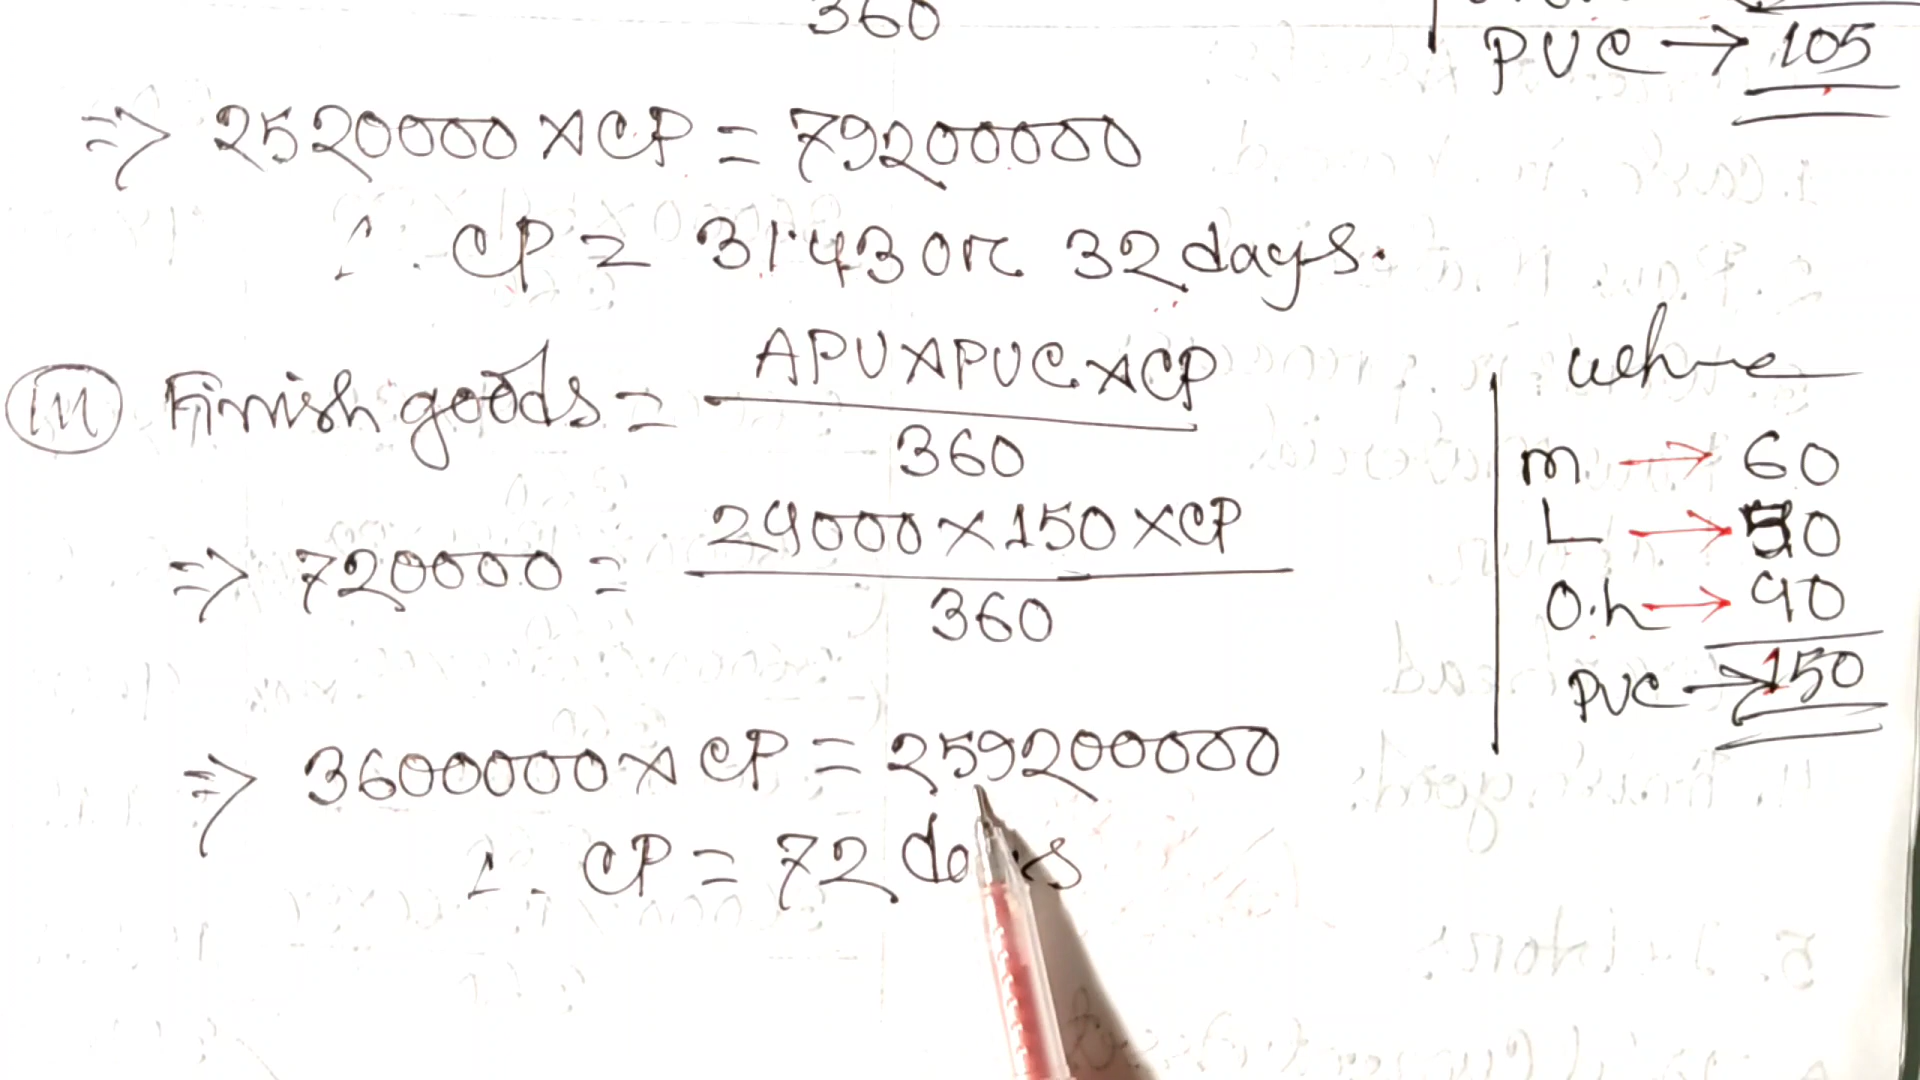 360
PUC → 105
⇒ 2520000 × CP = 79200000
∴ CP = 31.43 or 32 days.
(III) Finish goods = APU × PUC × CP
360
⇒ 720000 = 24000 × 150 × CP
360
⇒ 3600000 × CP = 259200000
∴ CP = 72 days
where
m → 60
L → 50
O.h → 40
PUC → 150